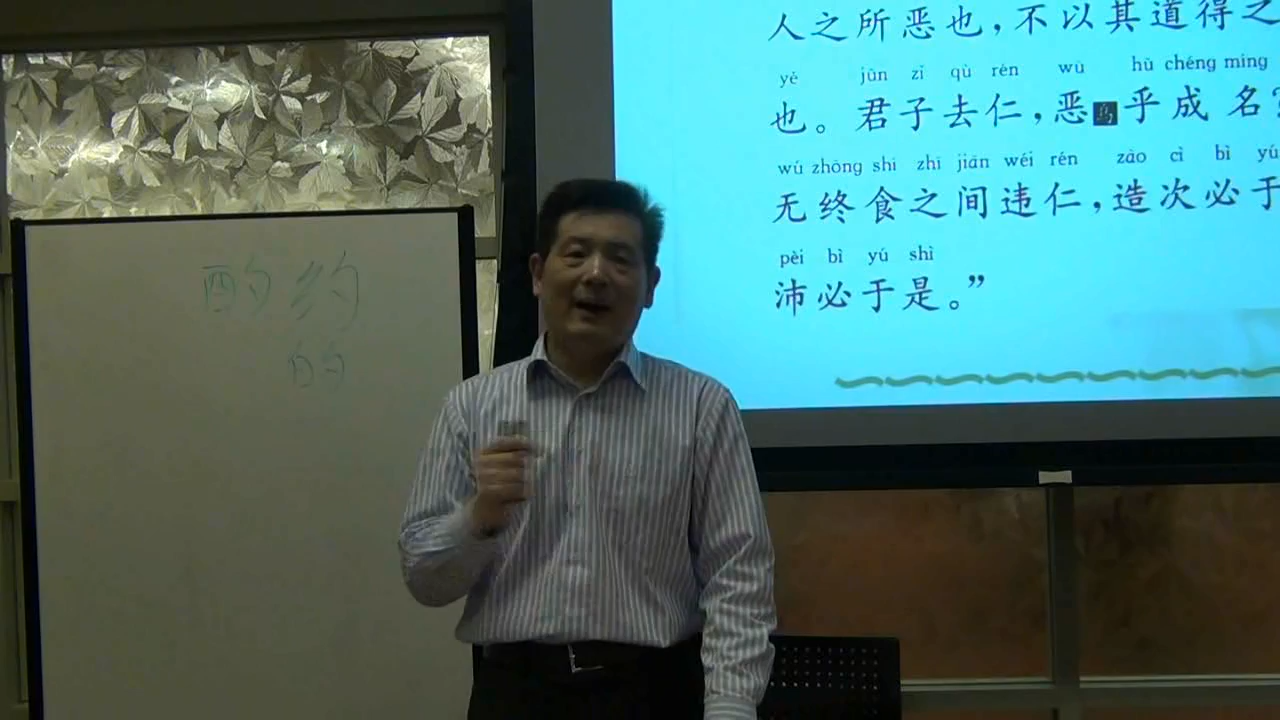 酌约
的
人之所恶也，不以其道得之
yě jūn zǐ qù rén wū hū chéng míng
也。君子去仁，恶乌乎成名？
wú zhōng shí zhī jiān wéi rén zào cì bì yú
无终食之间违仁，造次必于
pèi bì yú shì
沛必于是。”